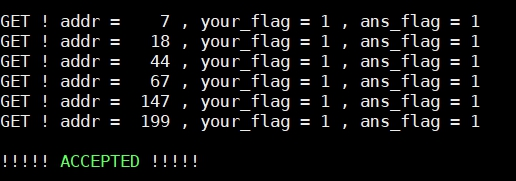 GET ! addr =    7 , your_flag = 1 , ans_flag = 1
GET ! addr =   18 , your_flag = 1 , ans_flag = 1
GET ! addr =   44 , your_flag = 1 , ans_flag = 1
GET ! addr =   67 , your_flag = 1 , ans_flag = 1
GET ! addr =  147 , your_flag = 1 , ans_flag = 1
GET ! addr =  199 , your_flag = 1 , ans_flag = 1
!!!!! ACCEPTED !!!!!